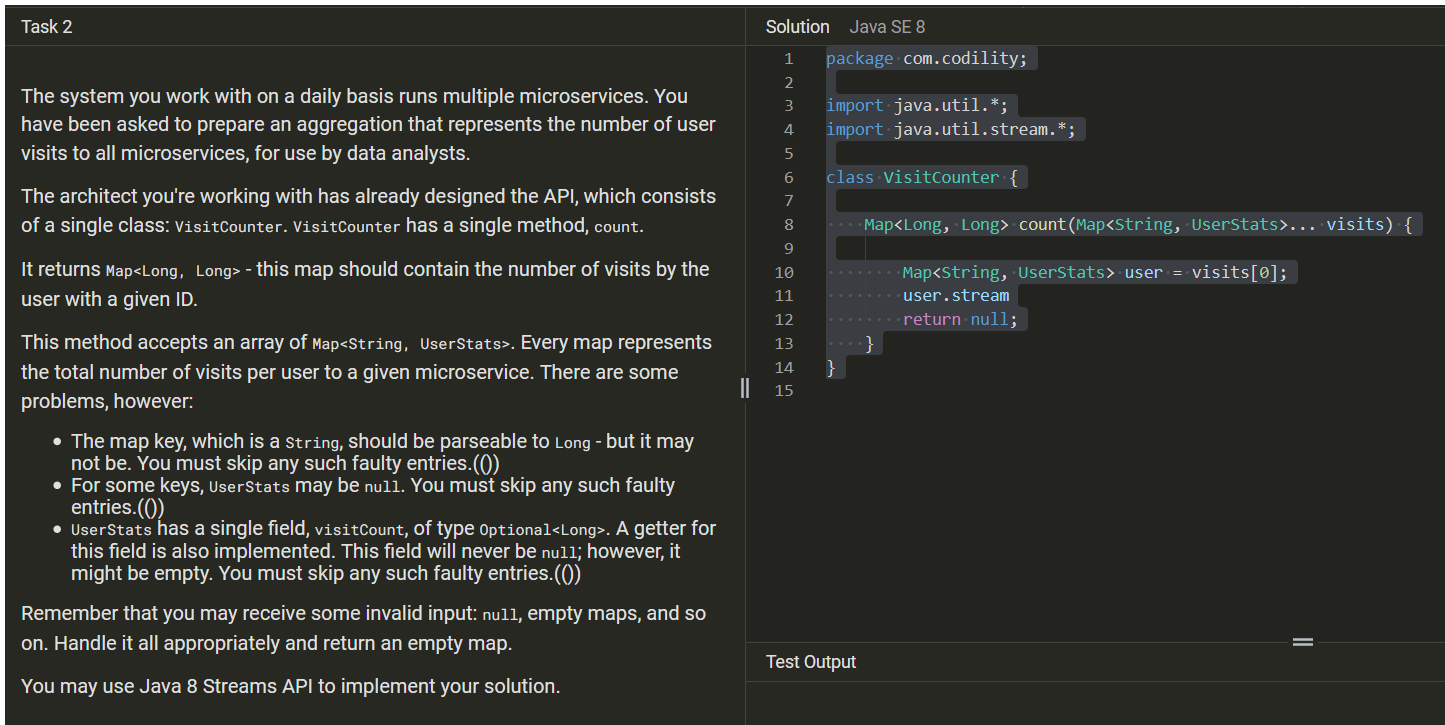 Task 2
The system you work with on a daily basis runs multiple microservices. You
have been asked to prepare an aggregation that represents the number of user
visits to all microservices, for use by data analysts.
The architect you're working with has already designed the API, which consists
of a single class: VisitCounter. VisitCounter has a single method, count.
It returns Map<Long, Long> - this map should contain the number of visits by the
user with a given ID.
This method accepts an array of Map<String, UserStats>. Every map represents
the total number of visits per user to a given microservice. There are some
problems, however:
• The map key, which is a String, should be parseable to Long - but it may
not be. You must skip any such faulty entries.(())
• For some keys, UserStats may be null. You must skip any such faulty
entries.(())
• UserStats has a single field, visitCount, of type Optional<Long>. A getter for
this field is also implemented. This field will never be null; however, it
might be empty. You must skip any such faulty entries.(())
Remember that you may receive some invalid input: null, empty maps, and so
on. Handle it all appropriately and return an empty map.
You may use Java 8 Streams API to implement your solution.
Solution Java SE 8
1 package com.codility;
2
3 import java.util.*;
4 import java.util.stream.*;
5
6 class VisitCounter {
7
8 Map<Long, Long> count(Map<String, UserStats>... visits) {
9
10 Map<String, UserStats> user = visits[0];
11 user.stream
12 return null;
13 }
14 }
15
Test Output